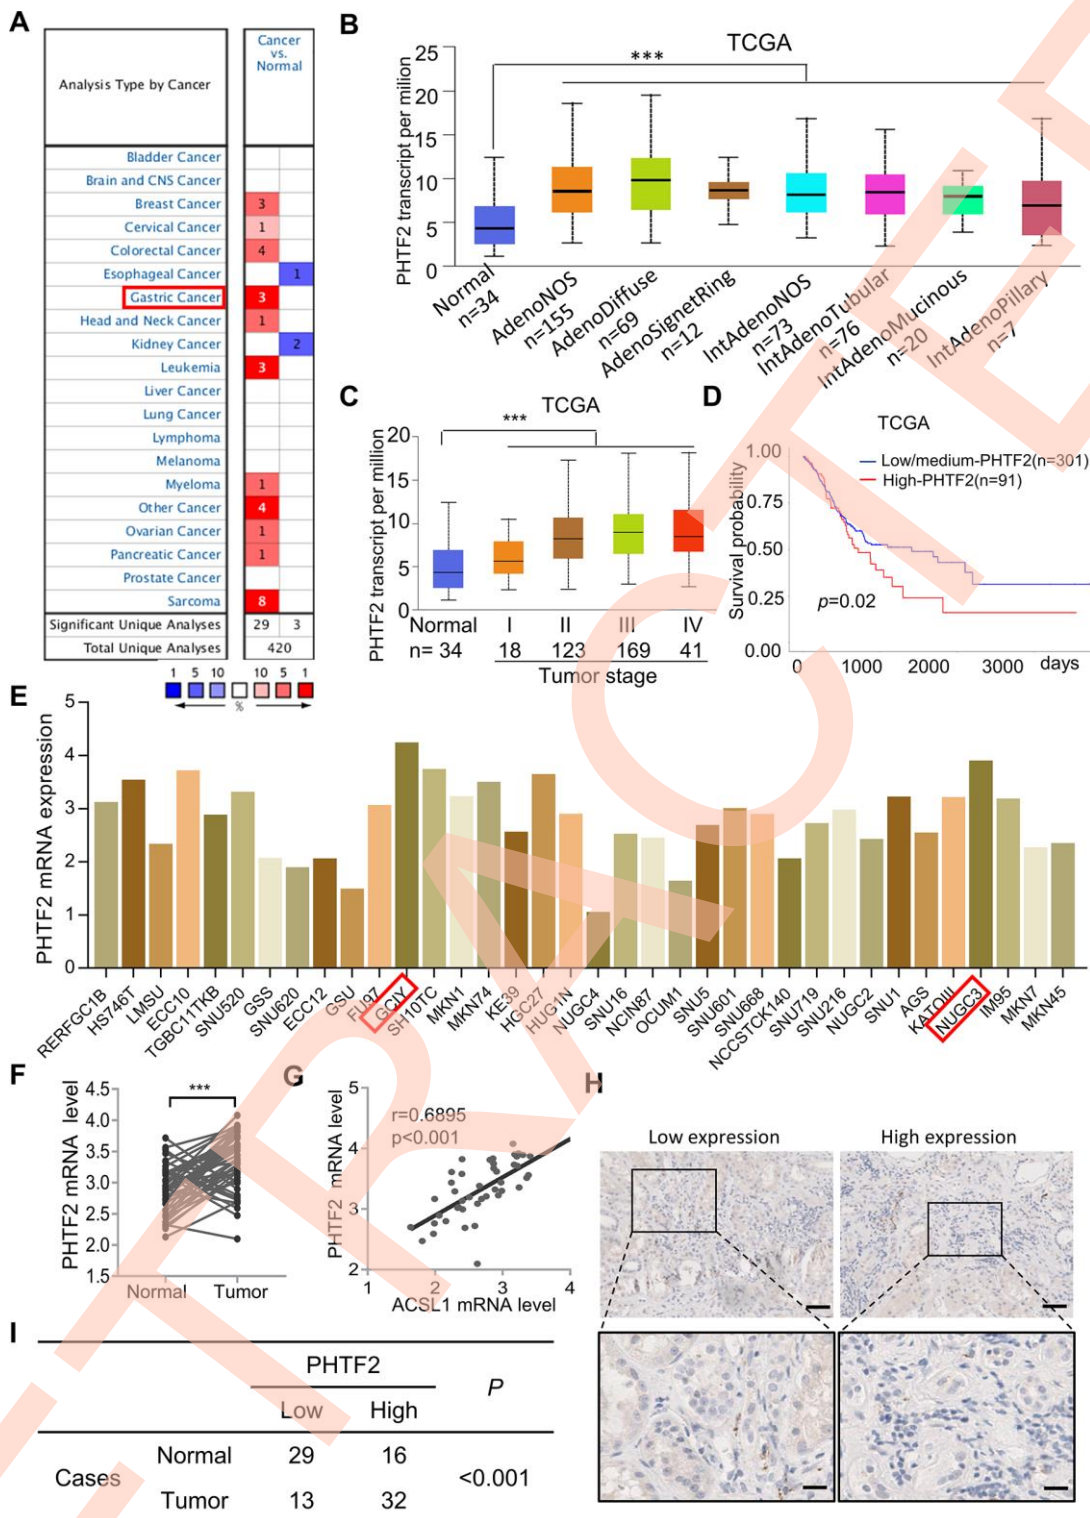 A
Analysis Type by Cancer
Cancer
vs.
Normal
Bladder Cancer
Brain and CNS Cancer
Breast Cancer 3
Cervical Cancer 1
Colorectal Cancer 4
Esophageal Cancer 1
Gastric Cancer 3
Head and Neck Cancer 1
Kidney Cancer 2
Leukemia 3
Liver Cancer
Lung Cancer
Lymphoma
Melanoma
Myeloma 1
Other Cancer 4
Ovarian Cancer 1
Pancreatic Cancer 1
Prostate Cancer
Sarcoma 8
Significant Unique Analyses 29 3
Total Unique Analyses 420
1 5 10 10 5 1
%
B
TCGA
***
PHTF2 transcript per milion
25
20
15
10
5
0
Normal
n=34
AdenoNOS
n=155
AdenoDiffuse
n=69
AdenoSignetRing
n=12
IntAdenoNOS
n=73
IntAdenoTubular
n=76
IntAdenoMucinous
n=20
IntAdenoPillary
n=7
C
TCGA
***
PHTF2 transcript per million
20
15
10
5
0
Normal I II III IV
n= 34 18 123 169 41
Tumor stage
D
TCGA
Survival probability
1.00
0.75
0.50
0.25
0.00
Low/medium-PHTF2(n=301)
High-PHTF2(n=91)
p=0.02
0 1000 2000 3000 days
E
PHTF2 mRNA expression
5
4
3
2
1
0
RERFGC1B
HS746T
LMSU
ECC10
TGBC11TKB
SNU520
GSS
SNU620
ECC12
GSU
FU97
GCIY
SH10TC
MKN1
MKN74
KE39
HGC27
HUG1N
NUGC4
SNU16
NCIN87
OCUM1
SNU5
SNU601
SNU668
NCCSTCK140
SNU719
SNU216
NUGC2
SNU1
AGS
KATOIII
NUGC3
IM95
MKN7
MKN45
F
***
PHTF2 mRNA level
4.5
4.0
3.5
3.0
2.5
2.0
1.5
Normal Tumor
G
PHTF2 mRNA level
5
4
3
2
r=0.6895
p<0.001
1 2 3 4
ACSL1 mRNA level
H
Low expression High expression
I
PHTF2
P
Low High
Normal 29 16
Cases <0.001
Tumor 13 32